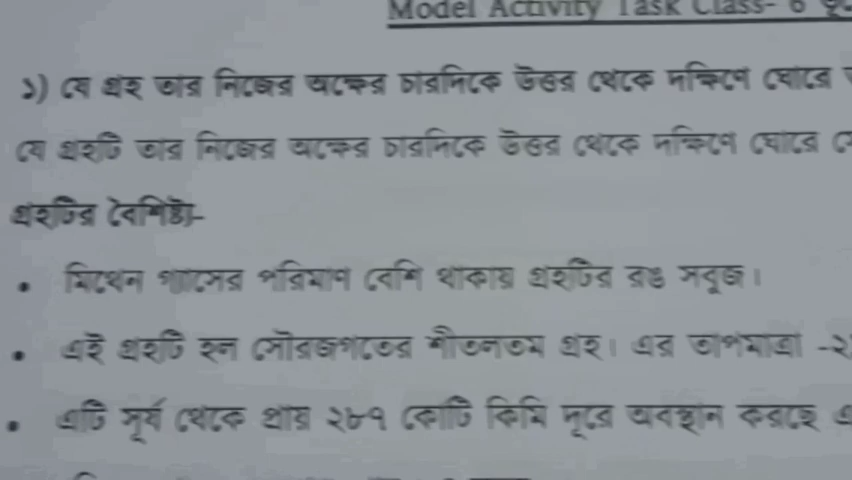 Model Activity Task Class- 6
১) যে গ্রহ তার নিজের অক্ষের চারদিকে উত্তর থেকে দক্ষিণে ঘোরে
যে গ্রহটি তার নিজের অক্ষের চারদিকে উত্তর থেকে দক্ষিণে ঘোরে
গ্রহটির বৈশিষ্ট্য-
• মিথেন গ্যাসের পরিমাণ বেশি থাকায় গ্রহটির রঙ সবুজ।
• এই গ্রহটি হল সৌরজগতের শীতলতম গ্রহ। এর তাপমাত্রা
• এটি সূর্য থেকে প্রায় ২৮৭ কোটি কিমি দূরে অবস্থান করছে